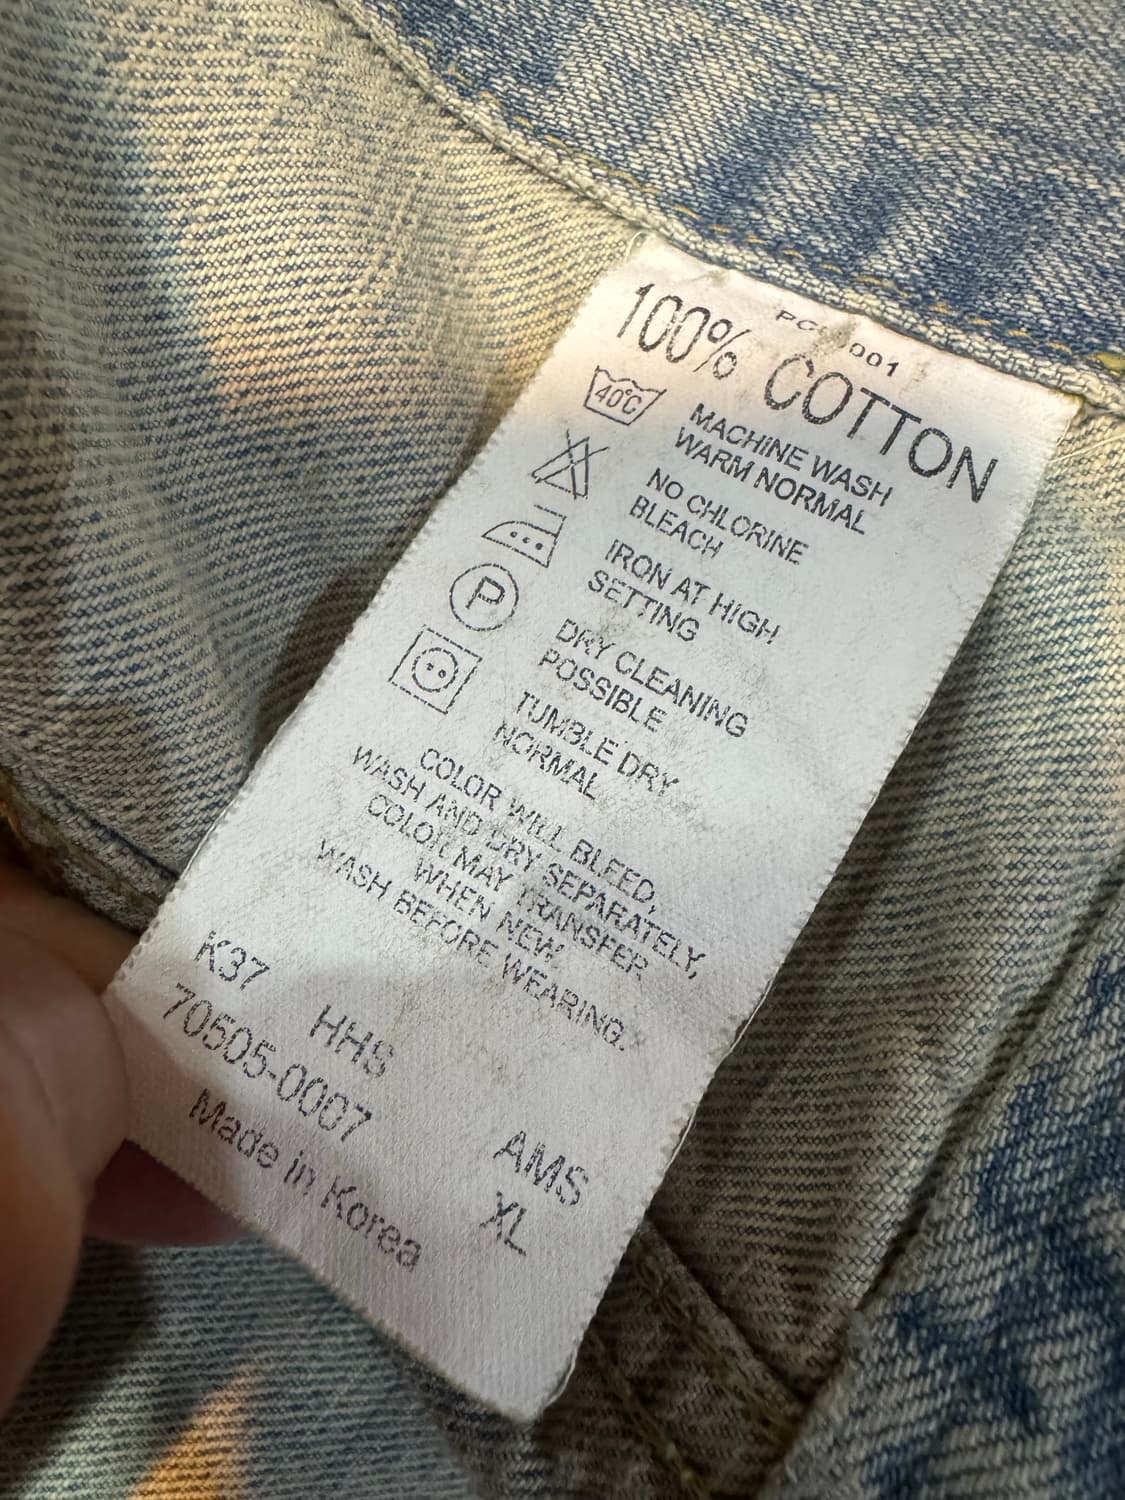 001
100% COTTON
40°C
MACHINE WASH
WARM NORMAL
NO CHLORINE
BLEACH
IRON AT HIGH
SETTING
P
DRY CLEANING
POSSIBLE
TUMBLE DRY
NORMAL
COLOR WILL BLEED,
WASH AND DRY SEPARATELY,
COLOR MAY TRANSFER
WHEN NEW.
WASH BEFORE WEARING.
K37
HHS
70505-0007
AMS
Made in Korea
XL